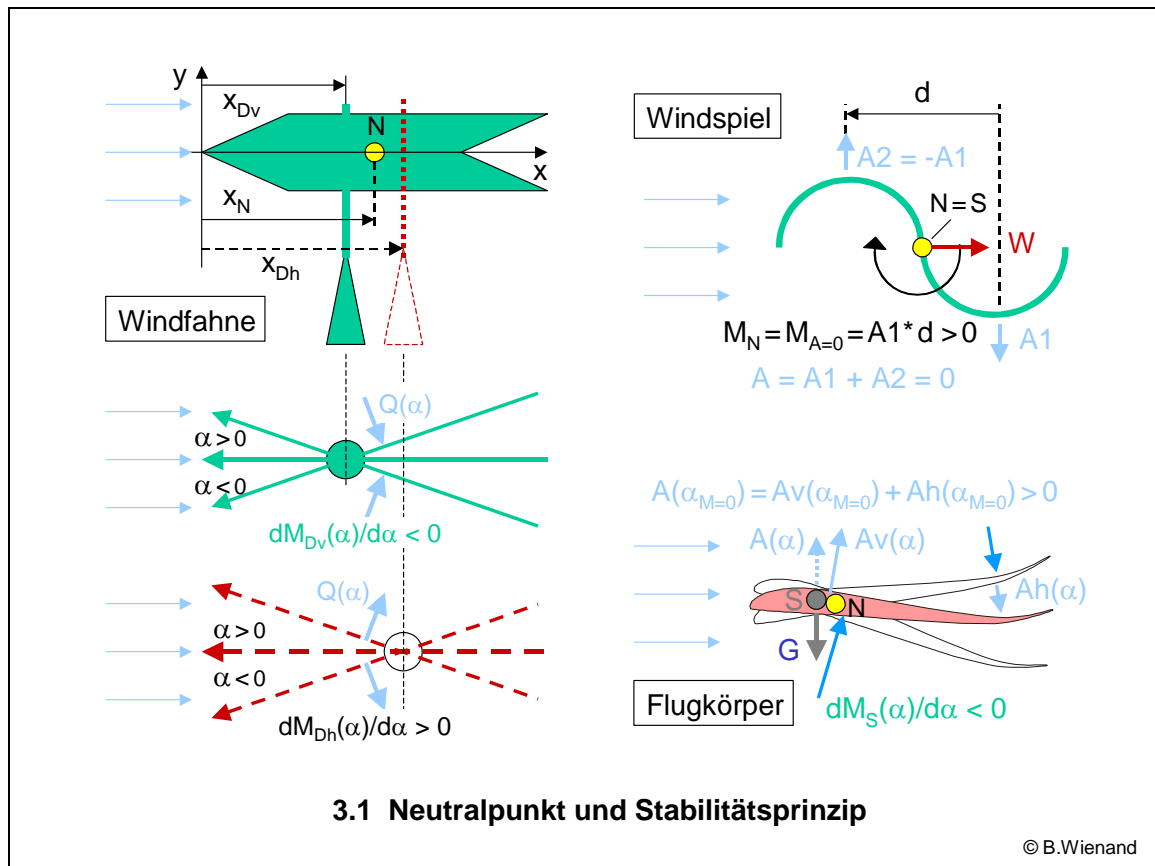 y
x_Dv
N
x
x_N
x_Dh
Windfahne
Q(α)
α > 0
α < 0
dM_Dv(α)/dα < 0
Q(α)
α > 0
α < 0
dM_Dh(α)/dα > 0
Windspiel
d
A2 = -A1
N = S
W
M_N = M_A=0 = A1* d > 0
A1
A = A1 + A2 = 0
A(α_M=0) = Av(α_M=0) + Ah(α_M=0) > 0
A(α) Av(α)
S N
Ah(α)
G
Flugkörper
dM_S(α)/dα < 0
3.1 Neutralpunkt und Stabilitätsprinzip
© B.Wienand